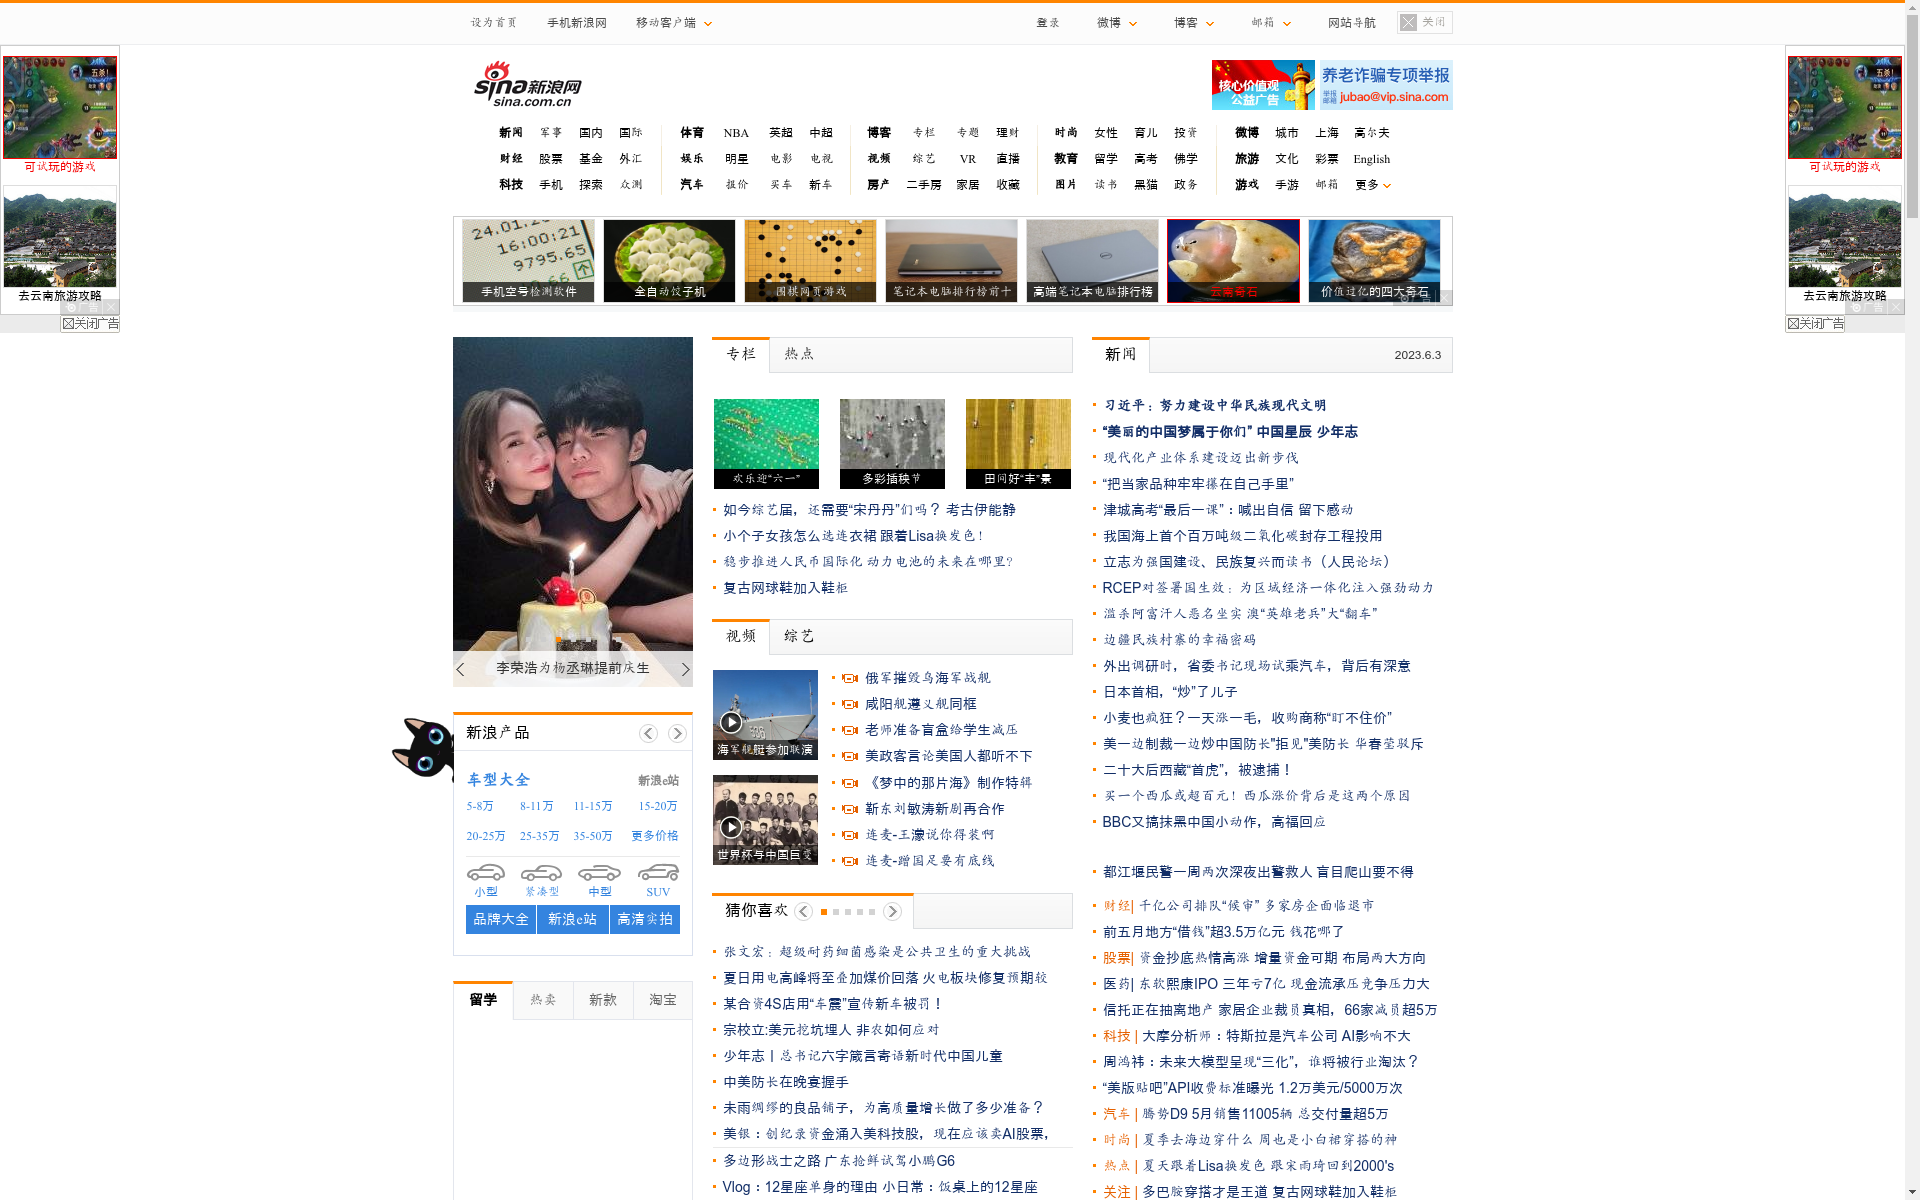 设为首页 手机新浪网 移动客户端 登录 微博 博客 邮箱 网站导航 关闭
sina新浪网
sina.com.cn
核心价值观
公益广告
养老诈骗专项举报
举报邮箱 jubao@vip.sina.com
五杀!
可试玩的游戏
去云南旅游攻略
关闭广告
五杀!
可试玩的游戏
去云南旅游攻略
关闭广告
新闻 军事 国内 国际 体育 NBA 英超 中超 博客 专栏 专题 理财 时尚 女性 育儿 投资 微博 城市 上海 高尔夫
财经 股票 基金 外汇 娱乐 明星 电影 电视 视频 综艺 VR 直播 教育 留学 高考 佛学 旅游 文化 彩票 English
科技 手机 探索 众测 汽车 报价 买车 新车 房产 二手房 家居 收藏 图片 读书 黑猫 政务 游戏 手游 邮箱 更多
24.01.2
16:00:21
9795.65
66
手机空号检测软件 全自动饺子机 围棋网页游戏 笔记本电脑排行榜前十 高端笔记本电脑排行榜 云南奇石 价值过亿的四大奇石
李荣浩为杨丞琳提前庆生
新浪产品
车型大全 新浪e站
5-8万 8-11万 11-15万 15-20万
20-25万 25-35万 35-50万 更多价格
小型 紧凑型 中型 SUV
品牌大全 新浪e站 高清实拍
留学 热卖 新款 淘宝
专栏 热点
欢乐迎“六一” 多彩插秧节 田间好“丰”景
如今综艺届，还需要“宋丹丹”们吗？ 考古伊能静
小个子女孩怎么选连衣裙 跟着Lisa换发色!
稳步推进人民币国际化 动力电池的未来在哪里?
复古网球鞋加入鞋柜
视频 综艺
536
海军舰艇参加联演
世界杯与中国巨变
俄军摧毁乌海军战舰
咸阳舰遵义舰同框
老师准备盲盒给学生减压
美政客言论美国人都听不下
《梦中的那片海》制作特辑
靳东刘敏涛新剧再合作
连麦-王濛说你得装啊
连麦-蹭国足要有底线
猜你喜欢
张文宏：超级耐药细菌感染是公共卫生的重大挑战
夏日用电高峰将至叠加煤价回落 火电板块修复预期较
某合资4S店用“车震”宣传新车被罚！
宗校立:美元挖坑埋人 非农如何应对
少年志丨总书记六字箴言寄语新时代中国儿童
中美防长在晚宴握手
未雨绸缪的良品铺子，为高质量增长做了多少准备？
美银：创纪录资金涌入美科技股，现在应该卖AI股票，
多边形战士之路 广东抢鲜试驾小鹏G6
Vlog：12星座单身的理由 小日常：饭桌上的12星座
新闻 2023.6.3
习近平：努力建设中华民族现代文明
“美丽的中国梦属于你们” 中国星辰 少年志
现代化产业体系建设迈出新步伐
“把当家品种牢牢攥在自己手里”
津城高考“最后一课”：喊出自信 留下感动
我国海上首个百万吨级二氧化碳封存工程投用
立志为强国建设、民族复兴而读书（人民论坛）
RCEP对签署国生效：为区域经济一体化注入强劲动力
滥杀阿富汗人恶名坐实 澳“英雄老兵”大“翻车”
边疆民族村寨的幸福密码
外出调研时，省委书记现场试乘汽车，背后有深意
日本首相，“炒”了儿子
小麦也疯狂？一天涨一毛，收购商称“盯不住价”
美一边制裁一边炒中国防长"拒见"美防长 华春莹驳斥
二十大后西藏“首虎”，被逮捕！
买一个西瓜或超百元！西瓜涨价背后是这两个原因
BBC又搞抹黑中国小动作，高福回应
都江堰民警一周两次深夜出警救人 盲目爬山要不得
财经| 千亿公司排队“候审” 多家房企面临退市
前五月地方“借钱”超3.5万亿元 钱花哪了
股票| 资金抄底热情高涨 增量资金可期 布局两大方向
医药| 东软熙康IPO 三年亏7亿 现金流承压竞争压力大
信托正在抽离地产 家居企业裁员真相，66家减员超5万
科技 | 大摩分析师：特斯拉是汽车公司 AI影响不大
周鸿祎：未来大模型呈现“三化”，谁将被行业淘汰？
“美版贴吧”API收费标准曝光 1.2万美元/5000万次
汽车 | 腾势D9 5月销售11005辆 总交付量超5万
时尚 | 夏季去海边穿什么 周也是小白裙穿搭的神
热点 | 夏天跟着Lisa换发色 跟宋雨琦回到2000's
关注 | 多巴胺穿搭才是王道 复古网球鞋加入鞋柜